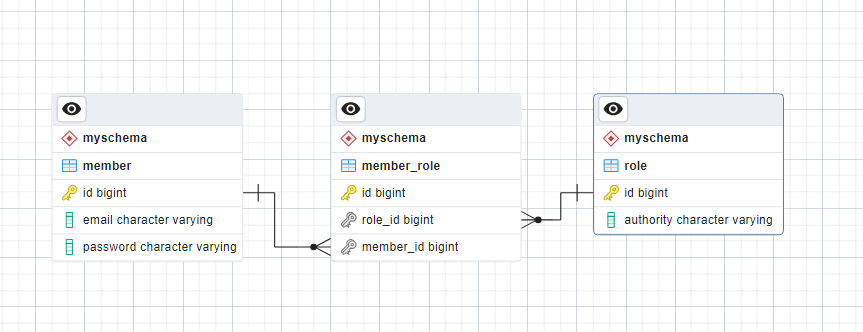 myschema
member
id bigint
email character varying
password character varying
myschema
member_role
id bigint
role_id bigint
member_id bigint
myschema
role
id bigint
authority character varying